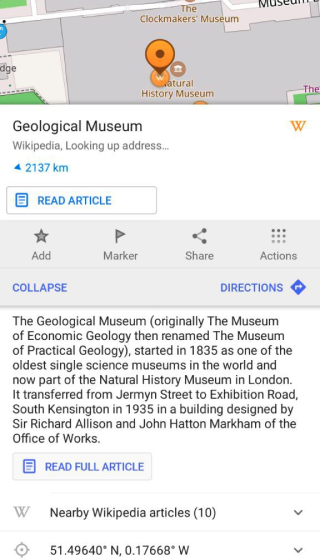 The
Clockmakers' Museum
Museum
dge
Natural
History Museum
The
Geological Museum
W
Wikipedia, Looking up address…
2137 km
READ ARTICLE
Add
Marker
Share
Actions
COLLAPSE
DIRECTIONS
The Geological Museum (originally The Museum
of Economic Geology then renamed The Museum
of Practical Geology), started in 1835 as one of the
oldest single science museums in the world and
now part of the Natural History Museum in London.
It transferred from Jermyn Street to Exhibition Road,
South Kensington in 1935 in a building designed by
Sir Richard Allison and John Hatton Markham of the
Office of Works.
READ FULL ARTICLE
W
Nearby Wikipedia articles (10)
51.49640° N, 0.17668° W